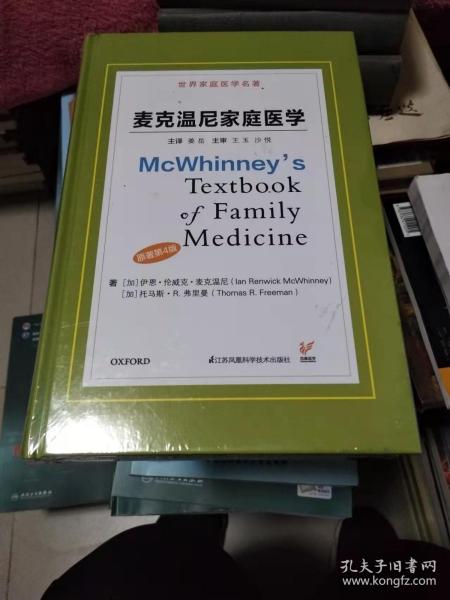 世界家庭医学名著
麦克温尼家庭医学
主译 姜岳 主审 王玉 沙悦
McWhinney's
Textbook
of Family
Medicine
原著第4版
著 [加]伊恩·伦威克·麦克温尼(Ian Renwick McWhinney)
[加]托马斯·R.弗里曼(Thomas R. Freeman)
OXFORD
江苏凤凰科学技术出版社
孔夫子旧书网
www.kongfz.com